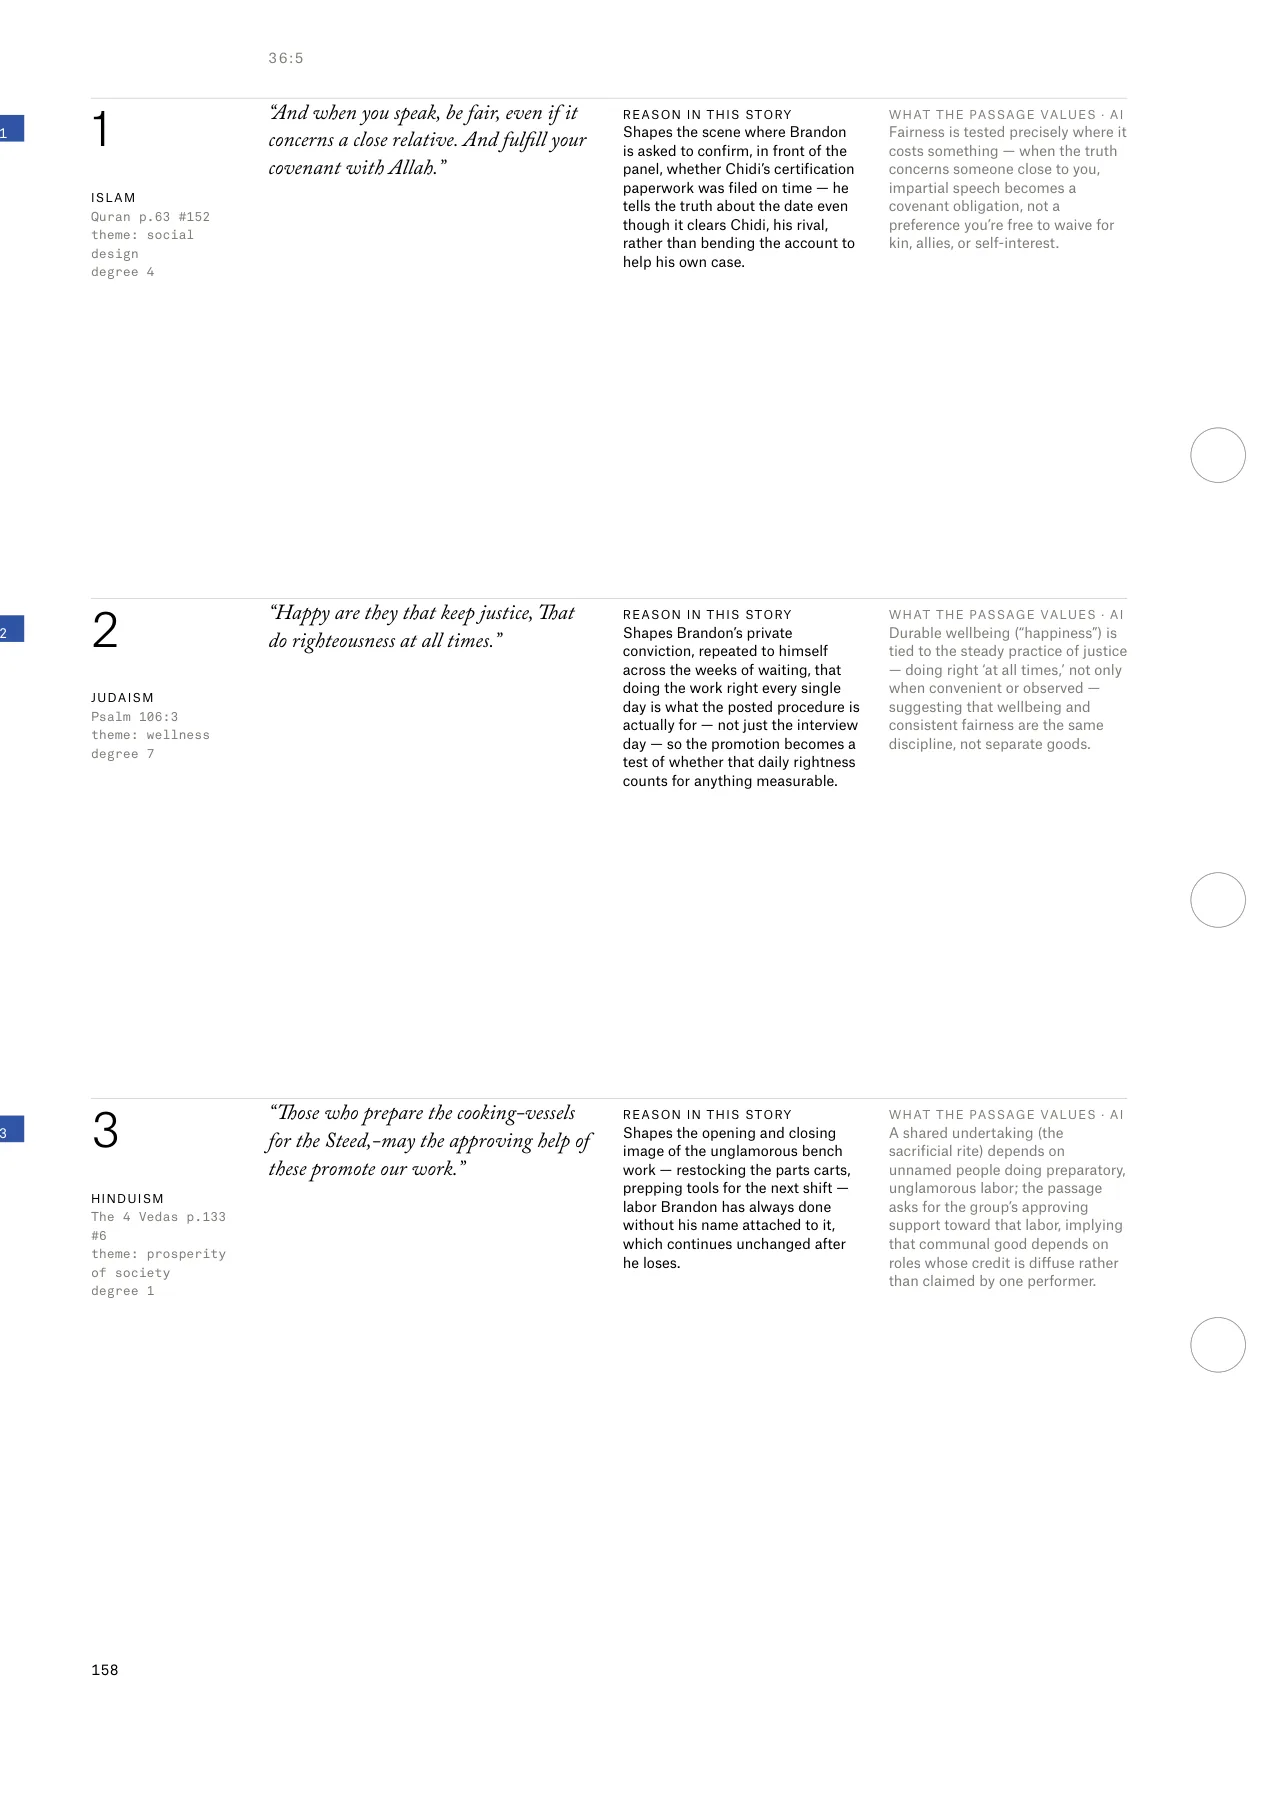 36:5
1
1
ISLAM
Quran p.63 #152
theme: social
design
degree 4
“And when you speak, be fair, even if it
concerns a close relative. And fulfill your
covenant with Allah.”
REASON IN THIS STORY
Shapes the scene where Brandon
is asked to confirm, in front of the
panel, whether Chidi’s certification
paperwork was filed on time — he
tells the truth about the date even
though it clears Chidi, his rival,
rather than bending the account to
help his own case.
WHAT THE PASSAGE VALUES · AI
Fairness is tested precisely where it
costs something — when the truth
concerns someone close to you,
impartial speech becomes a
covenant obligation, not a
preference you’re free to waive for
kin, allies, or self-interest.
2
2
JUDAISM
Psalm 106:3
theme: wellness
degree 7
“Happy are they that keep justice, That
do righteousness at all times.”
REASON IN THIS STORY
Shapes Brandon’s private
conviction, repeated to himself
across the weeks of waiting, that
doing the work right every single
day is what the posted procedure is
actually for — not just the interview
day — so the promotion becomes a
test of whether that daily rightness
counts for anything measurable.
WHAT THE PASSAGE VALUES · AI
Durable wellbeing (“happiness”) is
tied to the steady practice of justice
— doing right ‘at all times,’ not only
when convenient or observed —
suggesting that wellbeing and
consistent fairness are the same
discipline, not separate goods.
3
3
HINDUISM
The 4 Vedas p.133
#6
theme: prosperity
of society
degree 1
“Those who prepare the cooking-vessels
for the Steed,-may the approving help of
these promote our work.”
REASON IN THIS STORY
Shapes the opening and closing
image of the unglamorous bench
work — restocking the parts carts,
prepping tools for the next shift —
labor Brandon has always done
without his name attached to it,
which continues unchanged after
he loses.
WHAT THE PASSAGE VALUES · AI
A shared undertaking (the
sacrificial rite) depends on
unnamed people doing preparatory,
unglamorous labor; the passage
asks for the group’s approving
support toward that labor, implying
that communal good depends on
roles whose credit is diffuse rather
than claimed by one performer.
158